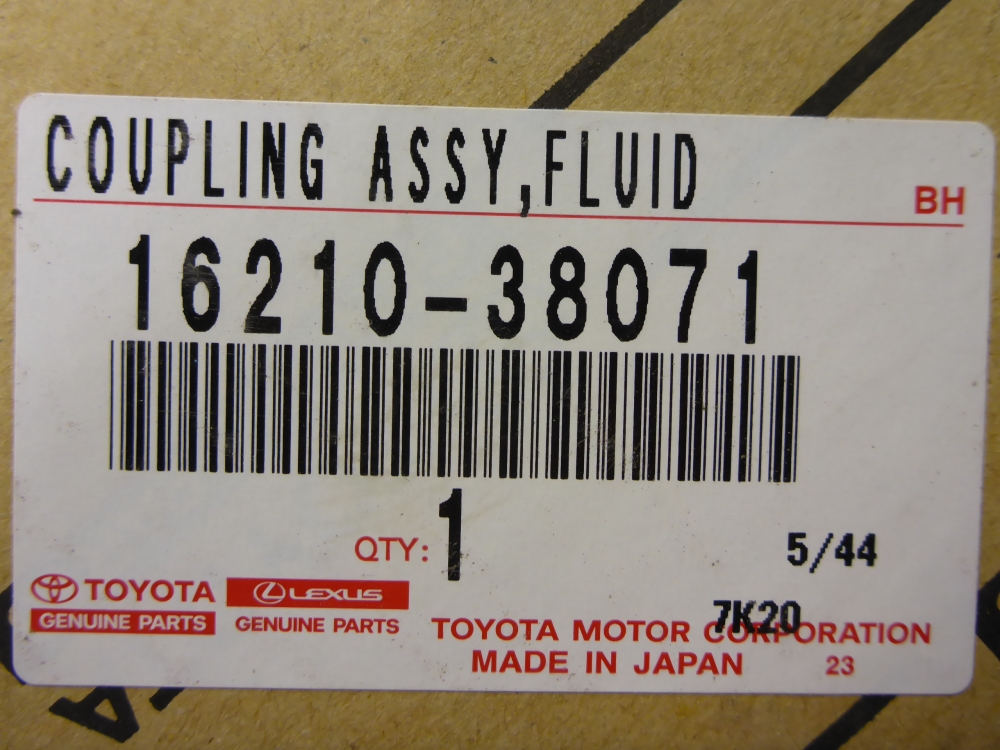 COUPLING ASSY,FLUID
BH
16210-38071
QTY: 1
5/44
TOYOTA
GENUINE PARTS
LEXUS
GENUINE PARTS
7K20
TOYOTA MOTOR CORPORATION
MADE IN JAPAN 23